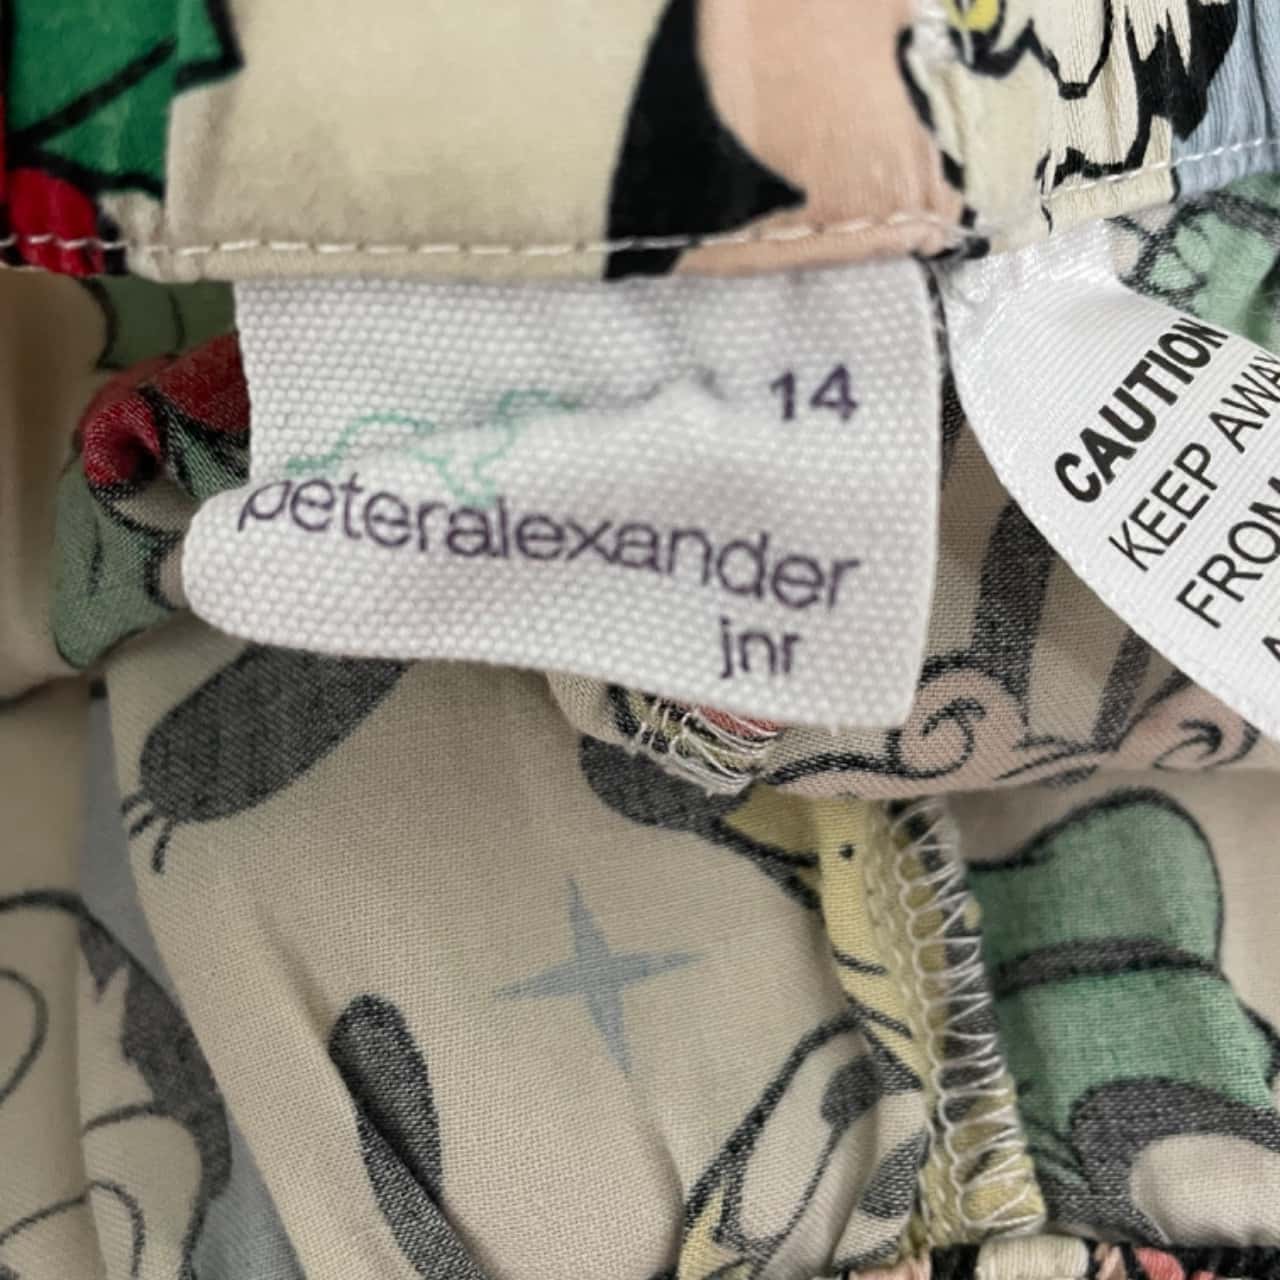 14
peteralexander
jnr
CAUTION
KEEP AWAY
FROM